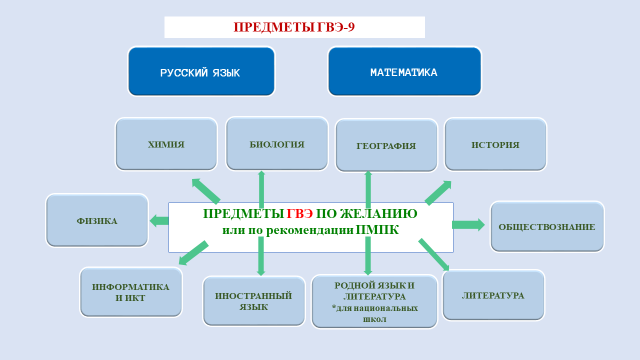 ПРЕДМЕТЫ ГВЭ-9
РУССКИЙ ЯЗЫК
МАТЕМАТИКА
ХИМИЯ
БИОЛОГИЯ
ГЕОГРАФИЯ
ИСТОРИЯ
ФИЗИКА
ПРЕДМЕТЫ ГВЭ ПО ЖЕЛАНИЮ
или по рекомендации ПМПК
ОБЩЕСТВОЗНАНИЕ
ИНФОРМАТИКА
И ИКТ
ИНОСТРАННЫЙ
ЯЗЫК
РОДНОЙ ЯЗЫК И
ЛИТЕРАТУРА
*для национальных
школ
ЛИТЕРАТУРА